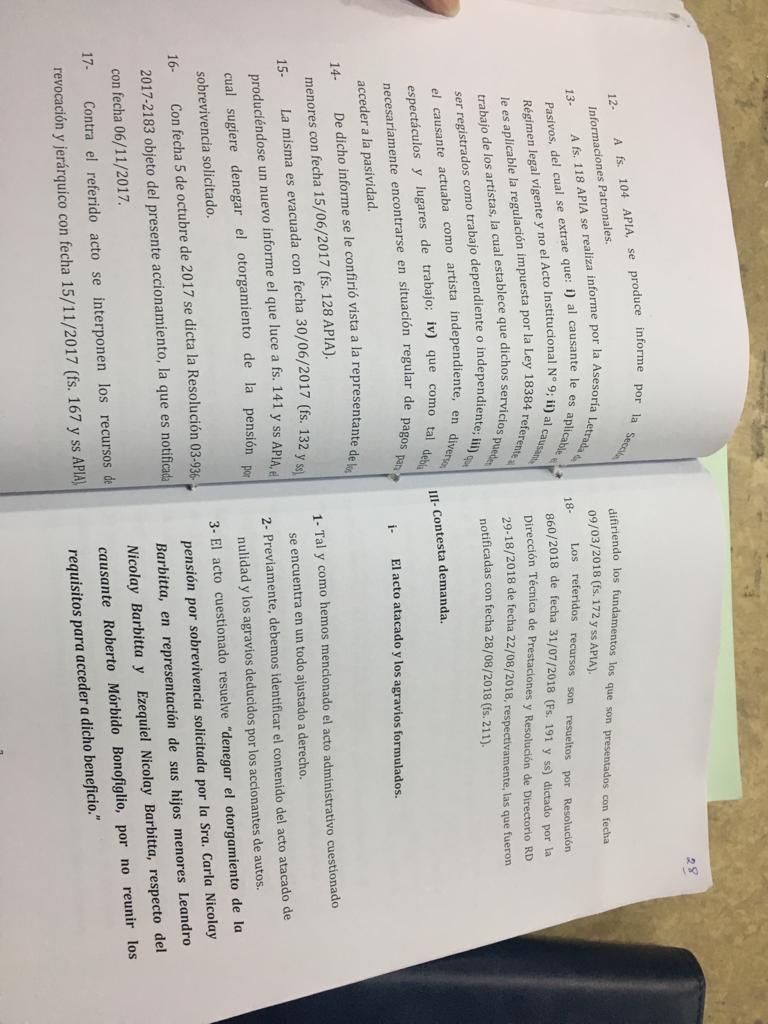 12- A fs. 104 APIA, se produce informe por la Sección
Informaciones Patronales.
13- A fs. 118 APIA se realiza informe por la Asesoría Letrada de
Pasivos, del cual se extrae que: i) al causante le es aplicable el
Régimen legal vigente y no el Acto Institucional N° 9; ii) al causante
le es aplicable la regulación impuesta por la Ley 18384 referente al
trabajo de los artistas, la cual establece que dichos servicios pueden
ser registrados como trabajo dependiente o independiente; iii) que
el causante actuaba como artista independiente, en diversos
espectáculos y lugares de trabajo; iv) que como tal debía
necesariamente encontrarse en situación regular de pagos para
acceder a la pasividad.
14- De dicho informe se le confirió vista a la representante de los
menores con fecha 15/06/2017 (fs. 128 APIA).
15- La misma es evacuada con fecha 30/06/2017 (fs. 132 y ss),
produciéndose un nuevo informe el que luce a fs. 141 y ss APIA, el
cual sugiere denegar el otorgamiento de la pensión por
sobrevivencia solicitado.
16- Con fecha 5 de octubre de 2017 se dicta la Resolución 03-936-
2017-2183 objeto del presente accionamiento, la que es notificada
con fecha 06/11/2017.
17- Contra el referido acto se interponen los recursos de
revocación y jerárquico con fecha 15/11/2017 (fs. 167 y ss APIA),
28
difiriendo los fundamentos los que son presentados con fecha
09/03/2018 (fs. 172 y ss APIA).
18- Los referidos recursos son resueltos por Resolución
860/2018 de fecha 31/07/2018 (Fs. 191 y ss) dictado por la
Dirección Técnica de Prestaciones y Resolución de Directorio RD
29-18/2018 de fecha 22/08/2018, respectivamente, las que fueron
notificadas con fecha 28/08/2018 (fs. 211).
III- Contesta demanda.
i- El acto atacado y los agravios formulados.
1- Tal y como hemos mencionado el acto administrativo cuestionado
se encuentra en un todo ajustado a derecho.
2- Previamente, debemos identificar el contenido del acto atacado de
nulidad y los agravios deducidos por los accionantes de autos.
3- El acto cuestionado resuelve "denegar el otorgamiento de la
pensión por sobrevivencia solicitada por la Sra. Carla Nicolay
Barbitta, en representación de sus hijos menores Leandro
Nicolay Barbitta y Ezequiel Nicolay Barbitta, respecto del
causante Roberto Mórbido Bonofiglio, por no reunir los
requisitos para acceder a dicho beneficio."